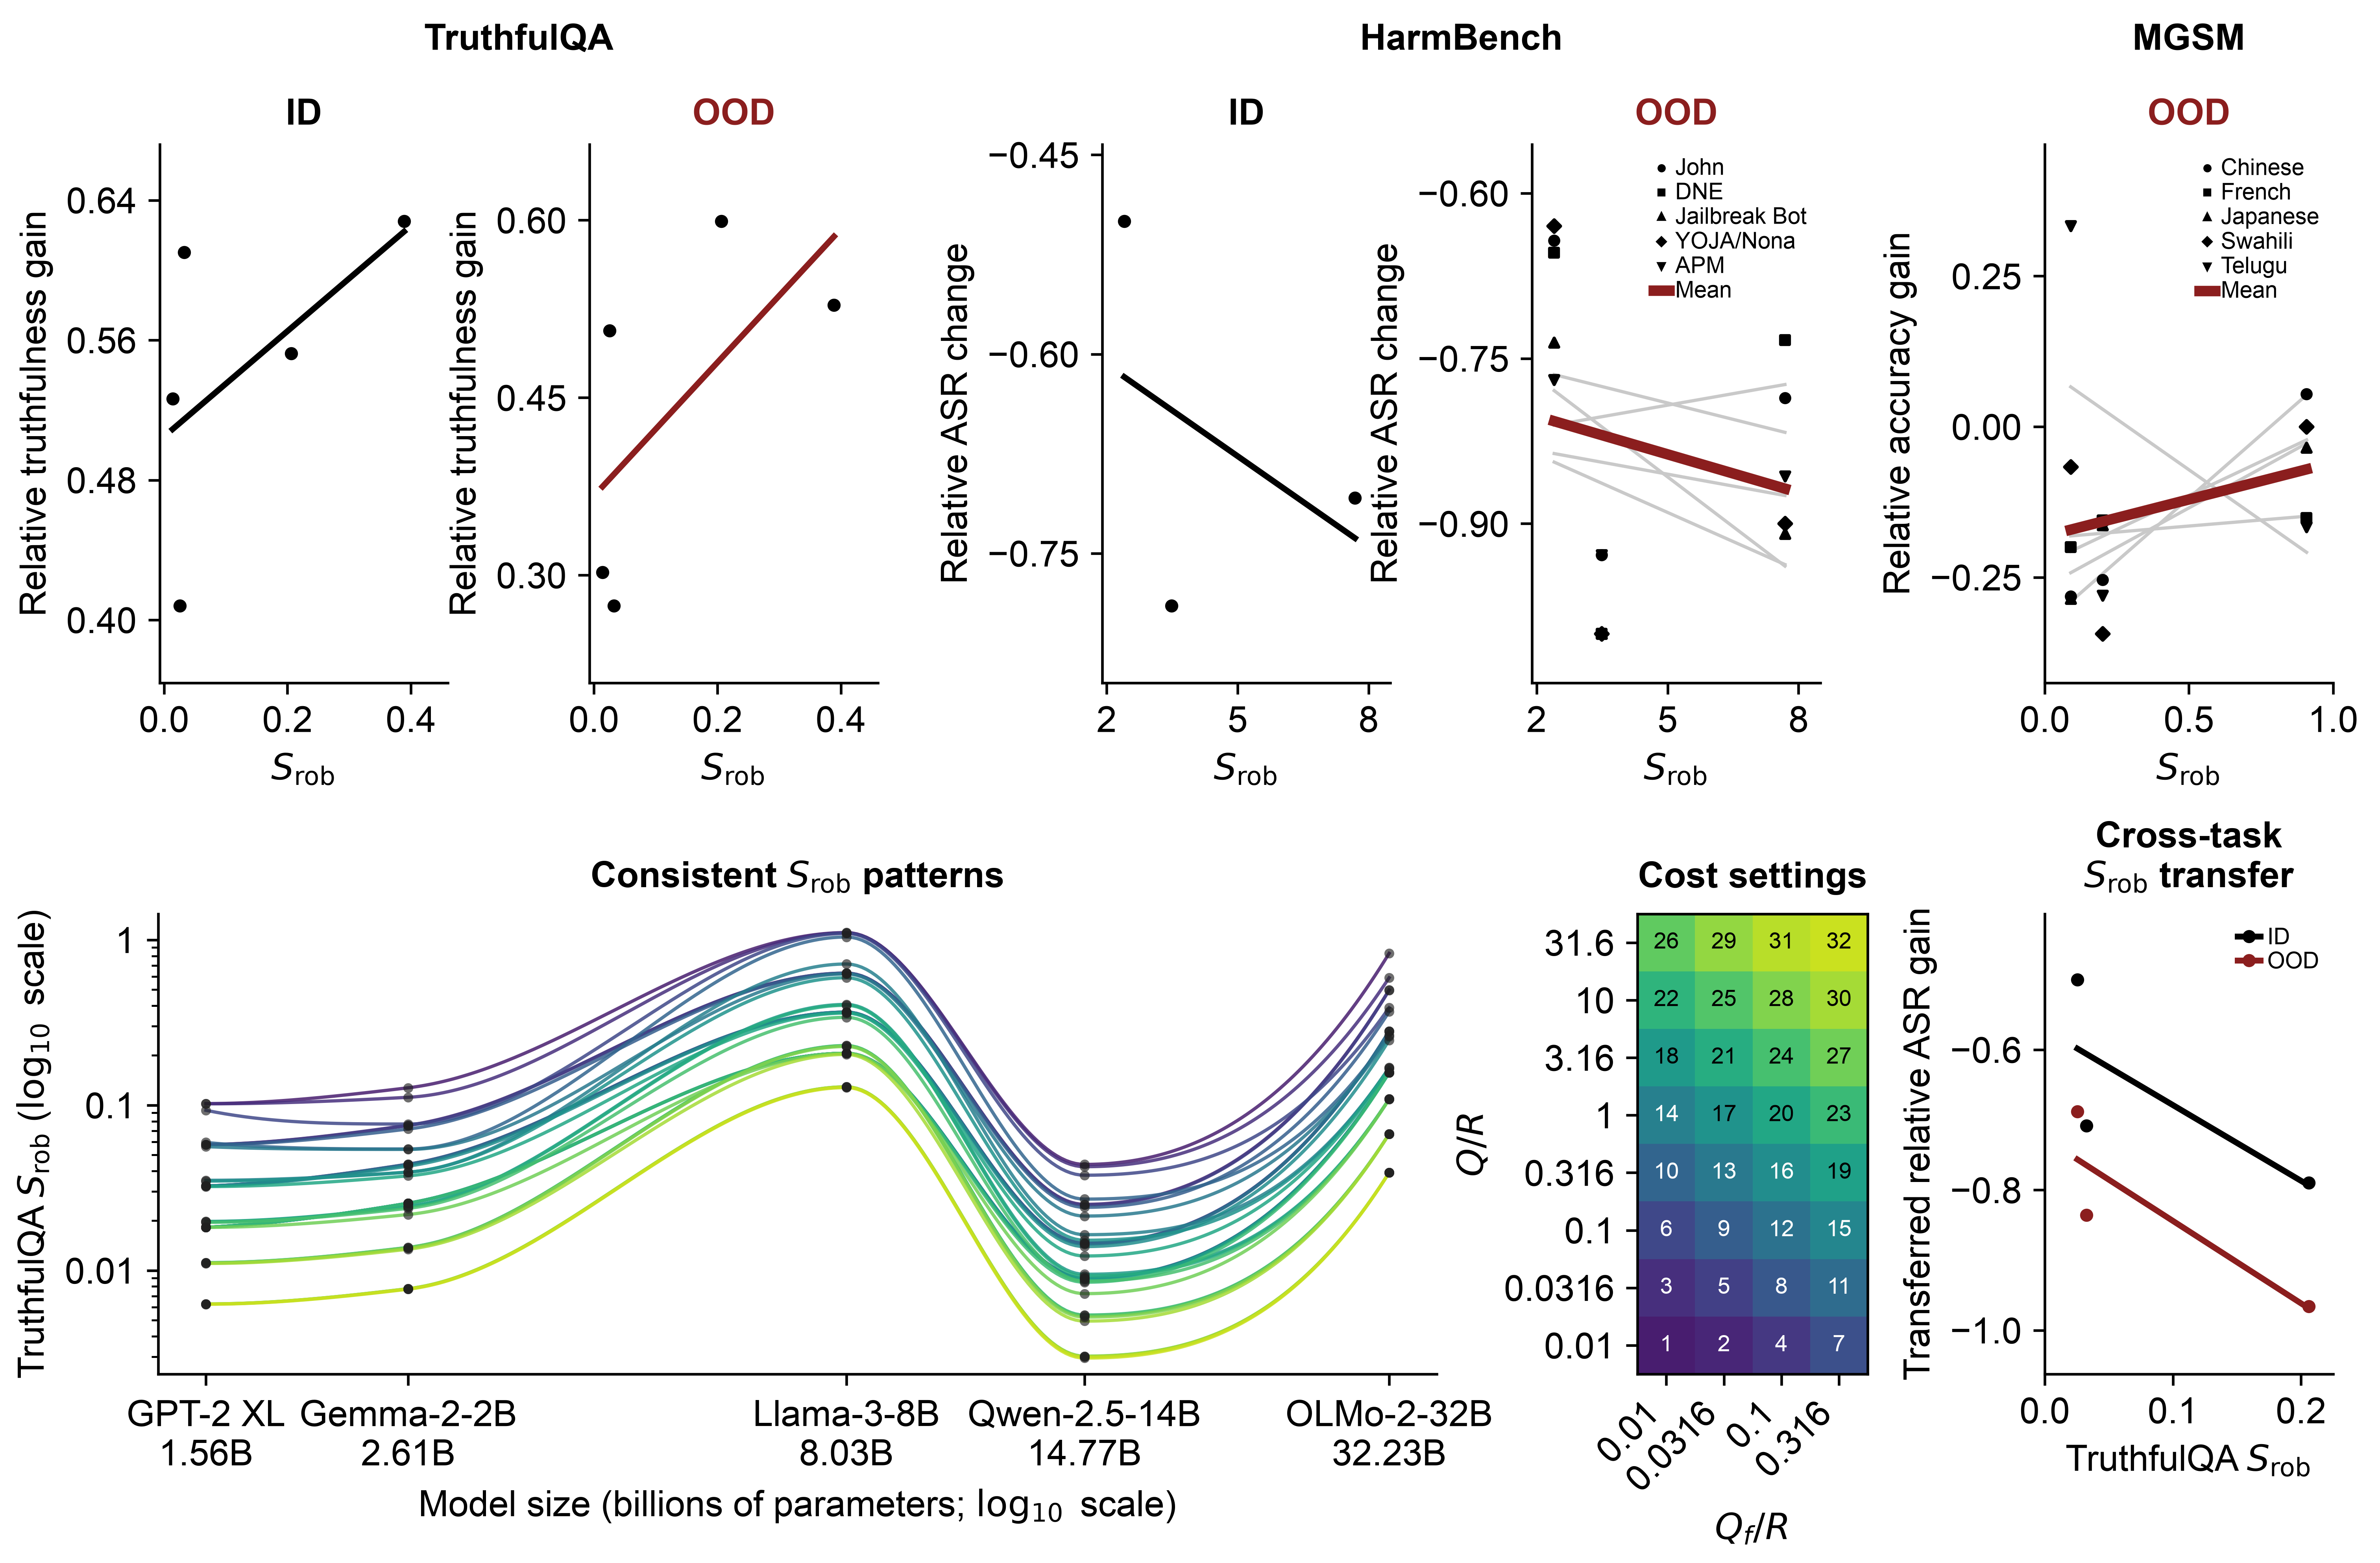 TruthfulQA
HarmBench
MGSM
ID
OOD
ID
OOD
OOD
Relative truthfulness gain
0.64
0.56
0.48
0.40
0.0 0.2 0.4
S_rob
Relative truthfulness gain
0.60
0.45
0.30
0.0 0.2 0.4
S_rob
Relative ASR change
−0.45
−0.60
−0.75
2 5 8
S_rob
Relative ASR change
−0.60
−0.75
−0.90
John
DNE
Jailbreak Bot
YOJA/Nona
APM
Mean
2 5 8
S_rob
Relative accuracy gain
0.25
0.00
−0.25
Chinese
French
Japanese
Swahili
Telugu
Mean
0.0 0.5 1.0
S_rob
Consistent S_rob patterns
TruthfulQA S_rob (log10 scale)
1
0.1
0.01
GPT-2 XL Gemma-2-2B Llama-3-8B Qwen-2.5-14B OLMo-2-32B
1.56B 2.61B 8.03B 14.77B 32.23B
Model size (billions of parameters; log10 scale)
Cost settings
Q/R
31.6 26 29 31 32
10 22 25 28 30
3.16 18 21 24 27
1 14 17 20 23
0.316 10 13 16 19
0.1 6 9 12 15
0.0316 3 5 8 11
0.01 1 2 4 7
0.01 0.0316 0.1 0.316
Q_f/R
Cross-task
S_rob transfer
Transferred relative ASR gain
ID
OOD
−0.6
−0.8
−1.0
0.0 0.1 0.2
TruthfulQA S_rob